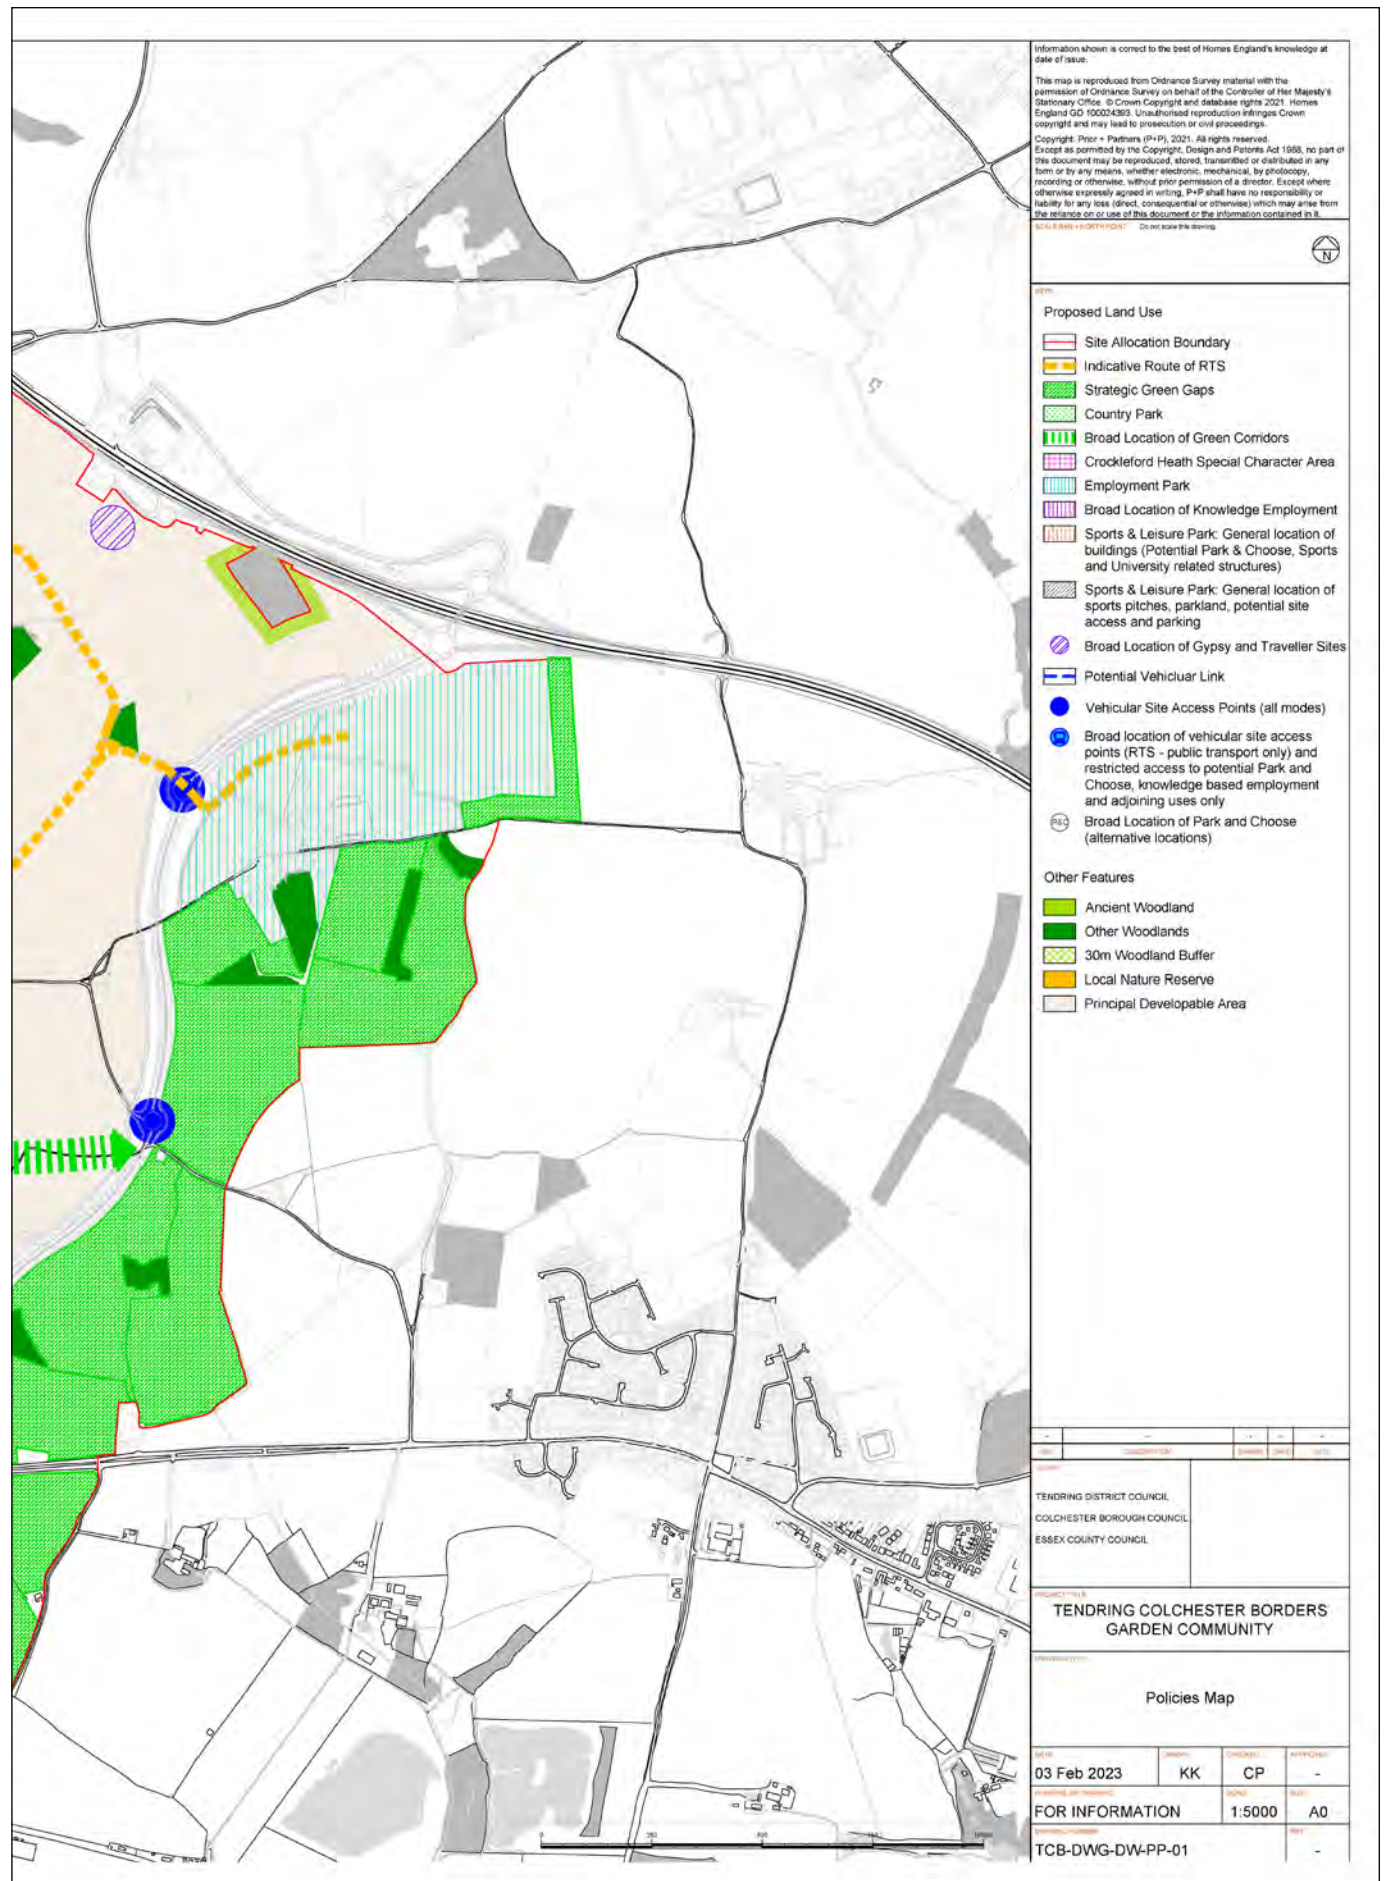 Information shown is correct to the best of Homes England's knowledge at
date of issue.
This map is reproduced from Ordnance Survey material with the
permission of Ordnance Survey on behalf of the Controller of Her Majesty's
Stationary Office. © Crown Copyright and database rights 2021. Homes
England GD 100024393. Unauthorised reproduction infringes Crown
copyright and may lead to prosecution or civil proceedings.
Copyright: Prior + Partners (P+P), 2021. All rights reserved.
Except as permitted by the Copyright, Design and Patents Act 1988, no part of
this document may be reproduced, stored, transmitted or distributed in any
form or by any means, whether electronic, mechanical, by photocopy,
recording or otherwise, without prior permission of a director. Except where
otherwise expressly agreed in writing, P+P shall have no responsibility or
liability for any loss (direct, consequential or otherwise) which may arise from
the reliance on or use of this document or the information contained in it.
SCALE BAR + NORTH POINT Do not scale this drawing
N
KEY
Proposed Land Use
Site Allocation Boundary
Indicative Route of RTS
Strategic Green Gaps
Country Park
Broad Location of Green Corridors
Crockleford Heath Special Character Area
Employment Park
Broad Location of Knowledge Employment
Sports & Leisure Park: General location of
buildings (Potential Park & Choose, Sports
and University related structures)
Sports & Leisure Park: General location of
sports pitches, parkland, potential site
access and parking
Broad Location of Gypsy and Traveller Sites
Potential Vehicluar Link
Vehicular Site Access Points (all modes)
Broad location of vehicular site access
points (RTS - public transport only) and
restricted access to potential Park and
Choose, knowledge based employment
and adjoining uses only
P&C
Broad Location of Park and Choose
(alternative locations)
Other Features
Ancient Woodland
Other Woodlands
30m Woodland Buffer
Local Nature Reserve
Principal Developable Area
TENDRING DISTRICT COUNCIL
COLCHESTER BOROUGH COUNCIL
ESSEX COUNTY COUNCIL
PROJECT TITLE
TENDRING COLCHESTER BORDERS
GARDEN COMMUNITY
Policies Map
DATE
03 Feb 2023 KK CP -
FOR INFORMATION 1:5000 A0
TCB-DWG-DW-PP-01 -